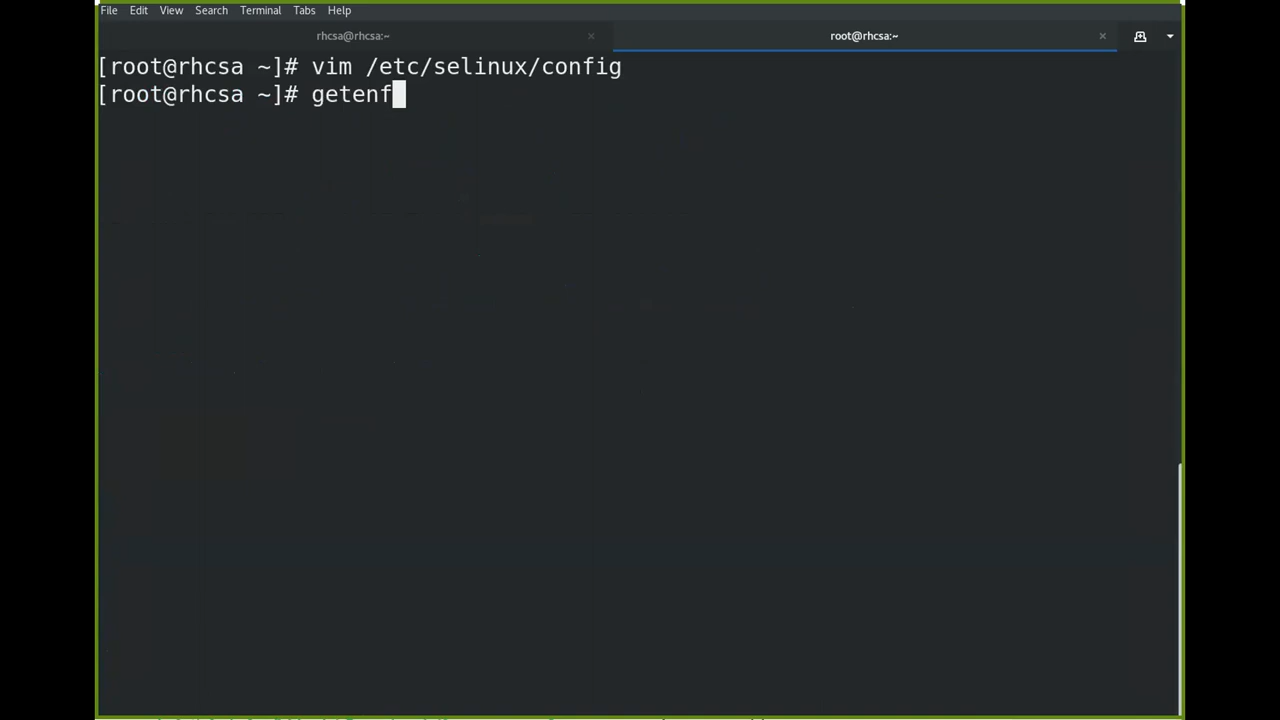 File Edit View Search Terminal Tabs Help
rhcsa@rhcsa:~ × root@rhcsa:~ ×
[root@rhcsa ~]# vim /etc/selinux/config
[root@rhcsa ~]# getenf